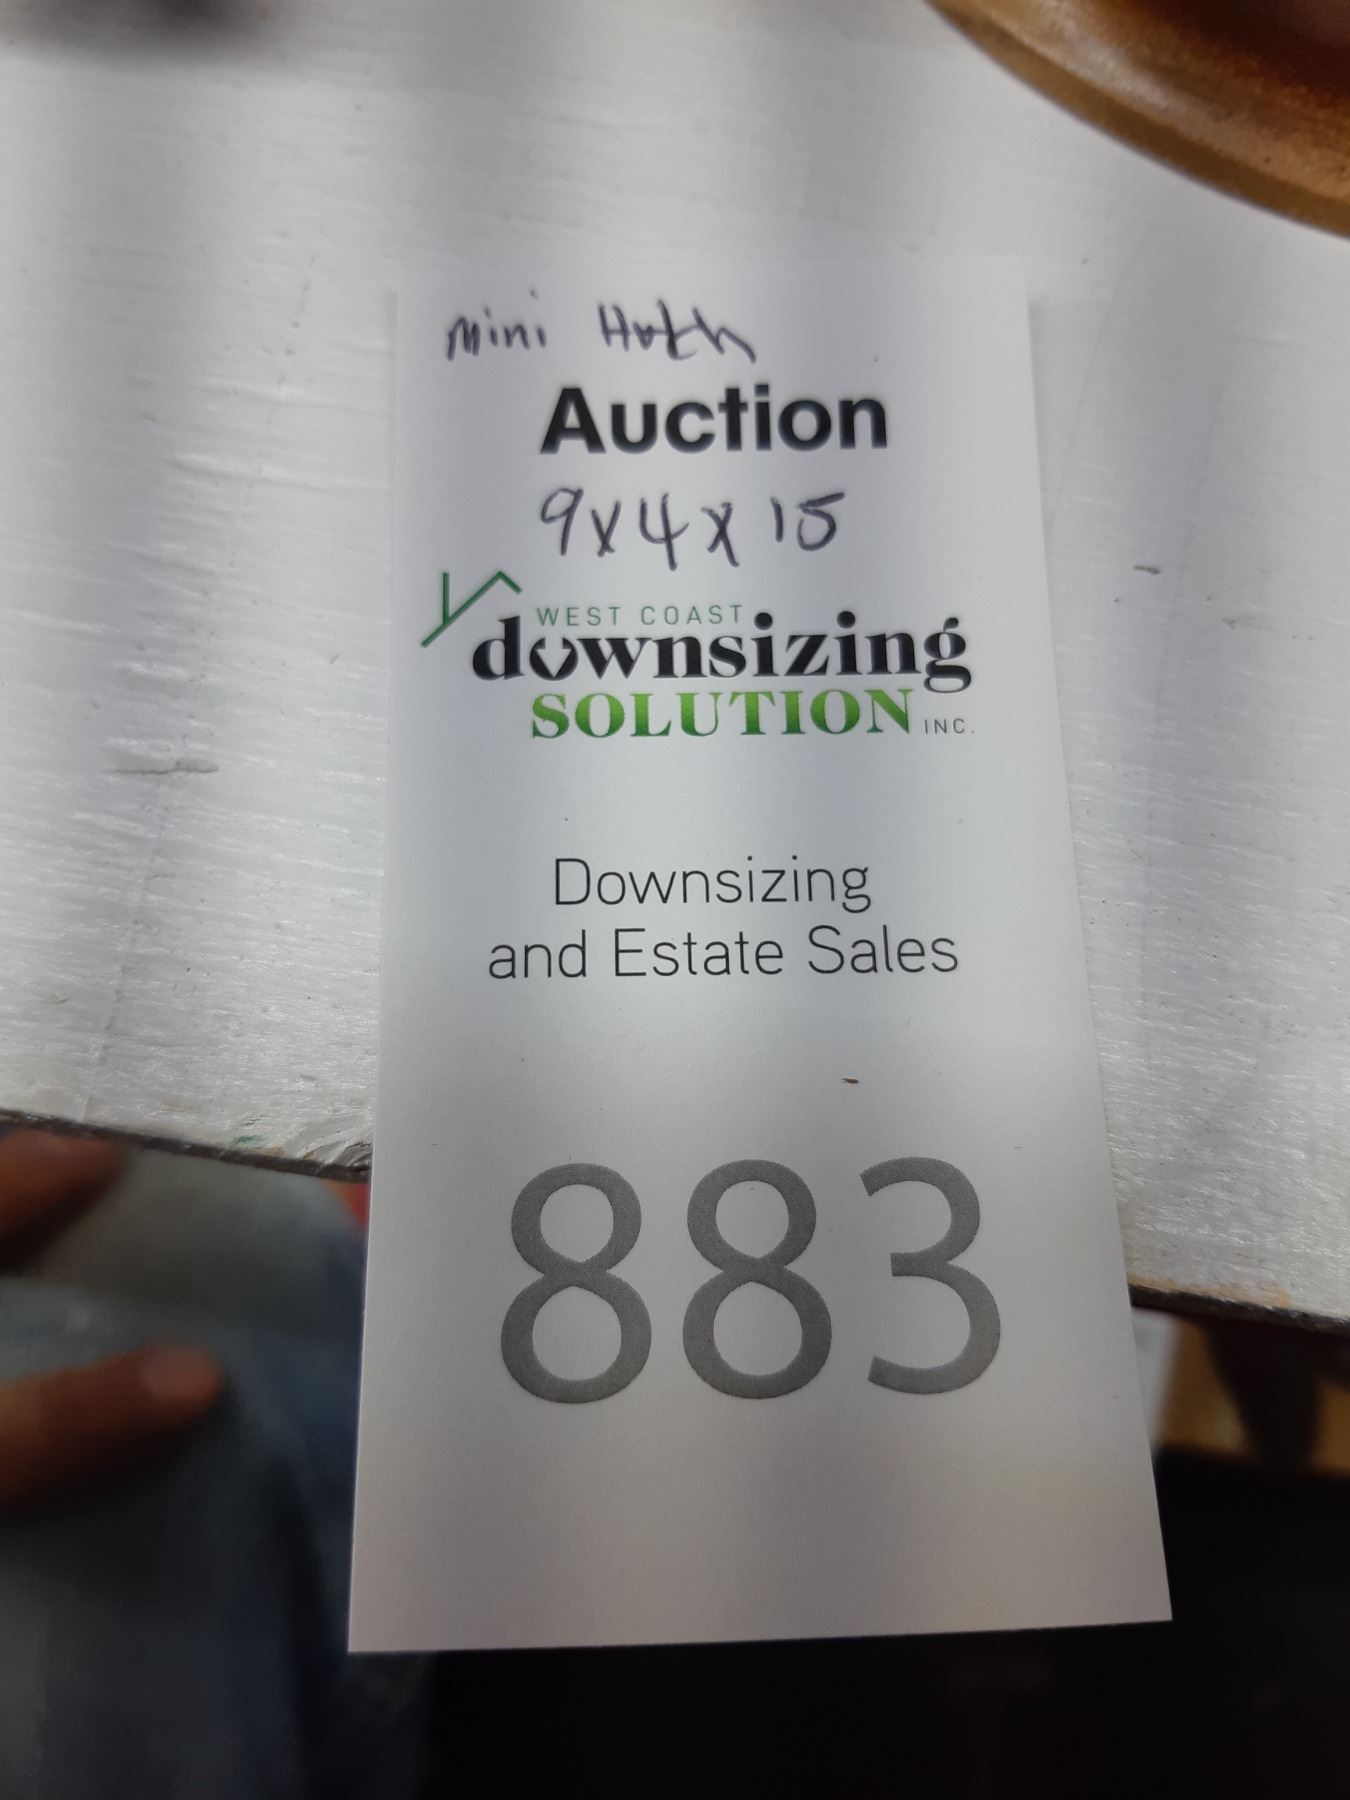 Mini Hutch
Auction
9x4x15
WEST COAST
downsizing
SOLUTION INC.
Downsizing
and Estate Sales
883